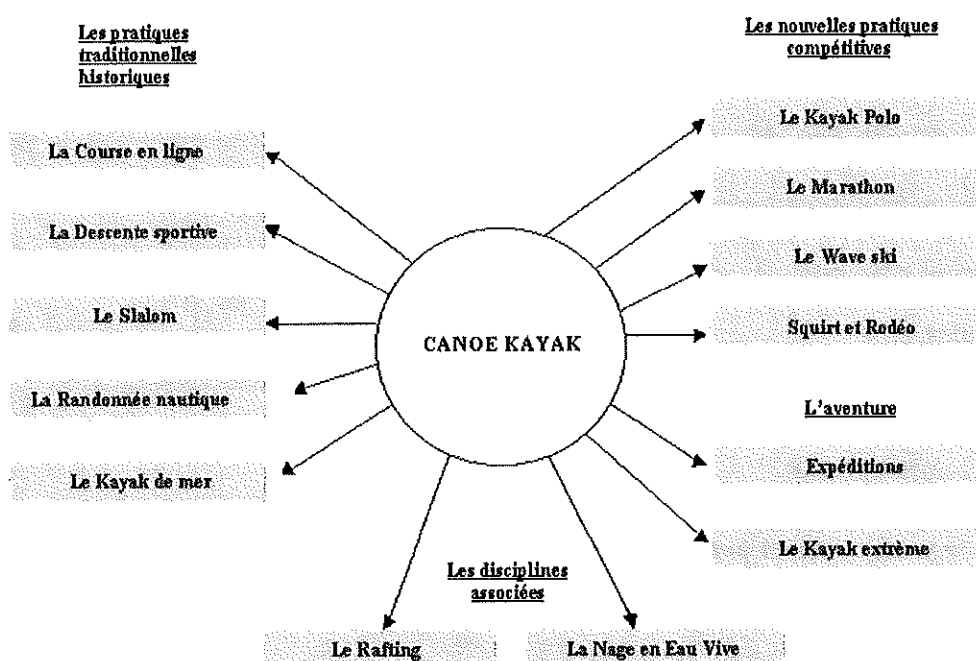 Les pratiques
traditionnelles
historiques
La Course en ligne
La Descente sportive
Le Slalom
La Randonnée nautique
Le Kayak de mer
CANOE KAYAK
Les nouvelles pratiques
compétitives
Le Kayak Polo
Le Marathon
Le Wave ski
Squirt et Rodéo
L'aventure
Expéditions
Le Kayak extrème
Les disciplines
associées
Le Rafting
La Nage en Eau Vive